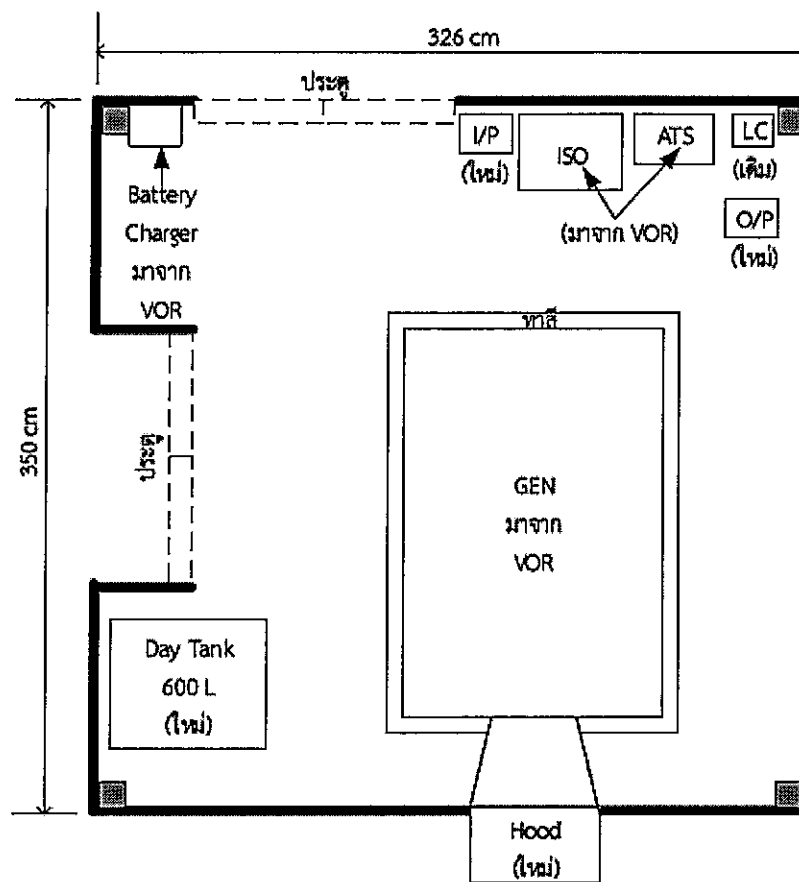 326 cm
ประตู
I/P
(ใหม่)
ISO
ATS
(มาจาก VOR)
LC
(เดิม)
O/P
(ใหม่)
Battery
Charger
มาจาก
VOR
350 cm
ประตู
ทาสี
GEN
มาจาก
VOR
Day Tank
600 L
(ใหม่)
Hood
(ใหม่)